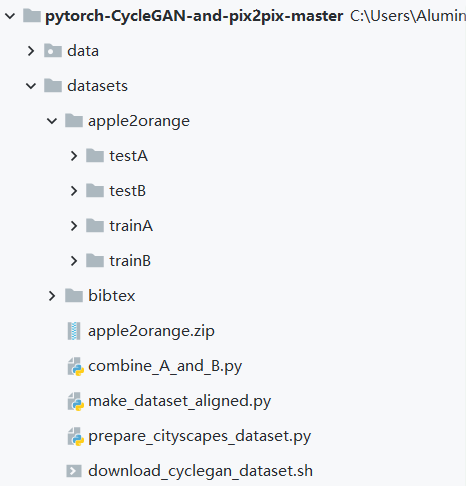 pytorch-CycleGAN-and-pix2pix-master C:\Users\Alumin
data
datasets
apple2orange
testA
testB
trainA
trainB
bibtex
apple2orange.zip
combine_A_and_B.py
make_dataset_aligned.py
prepare_cityscapes_dataset.py
download_cyclegan_dataset.sh